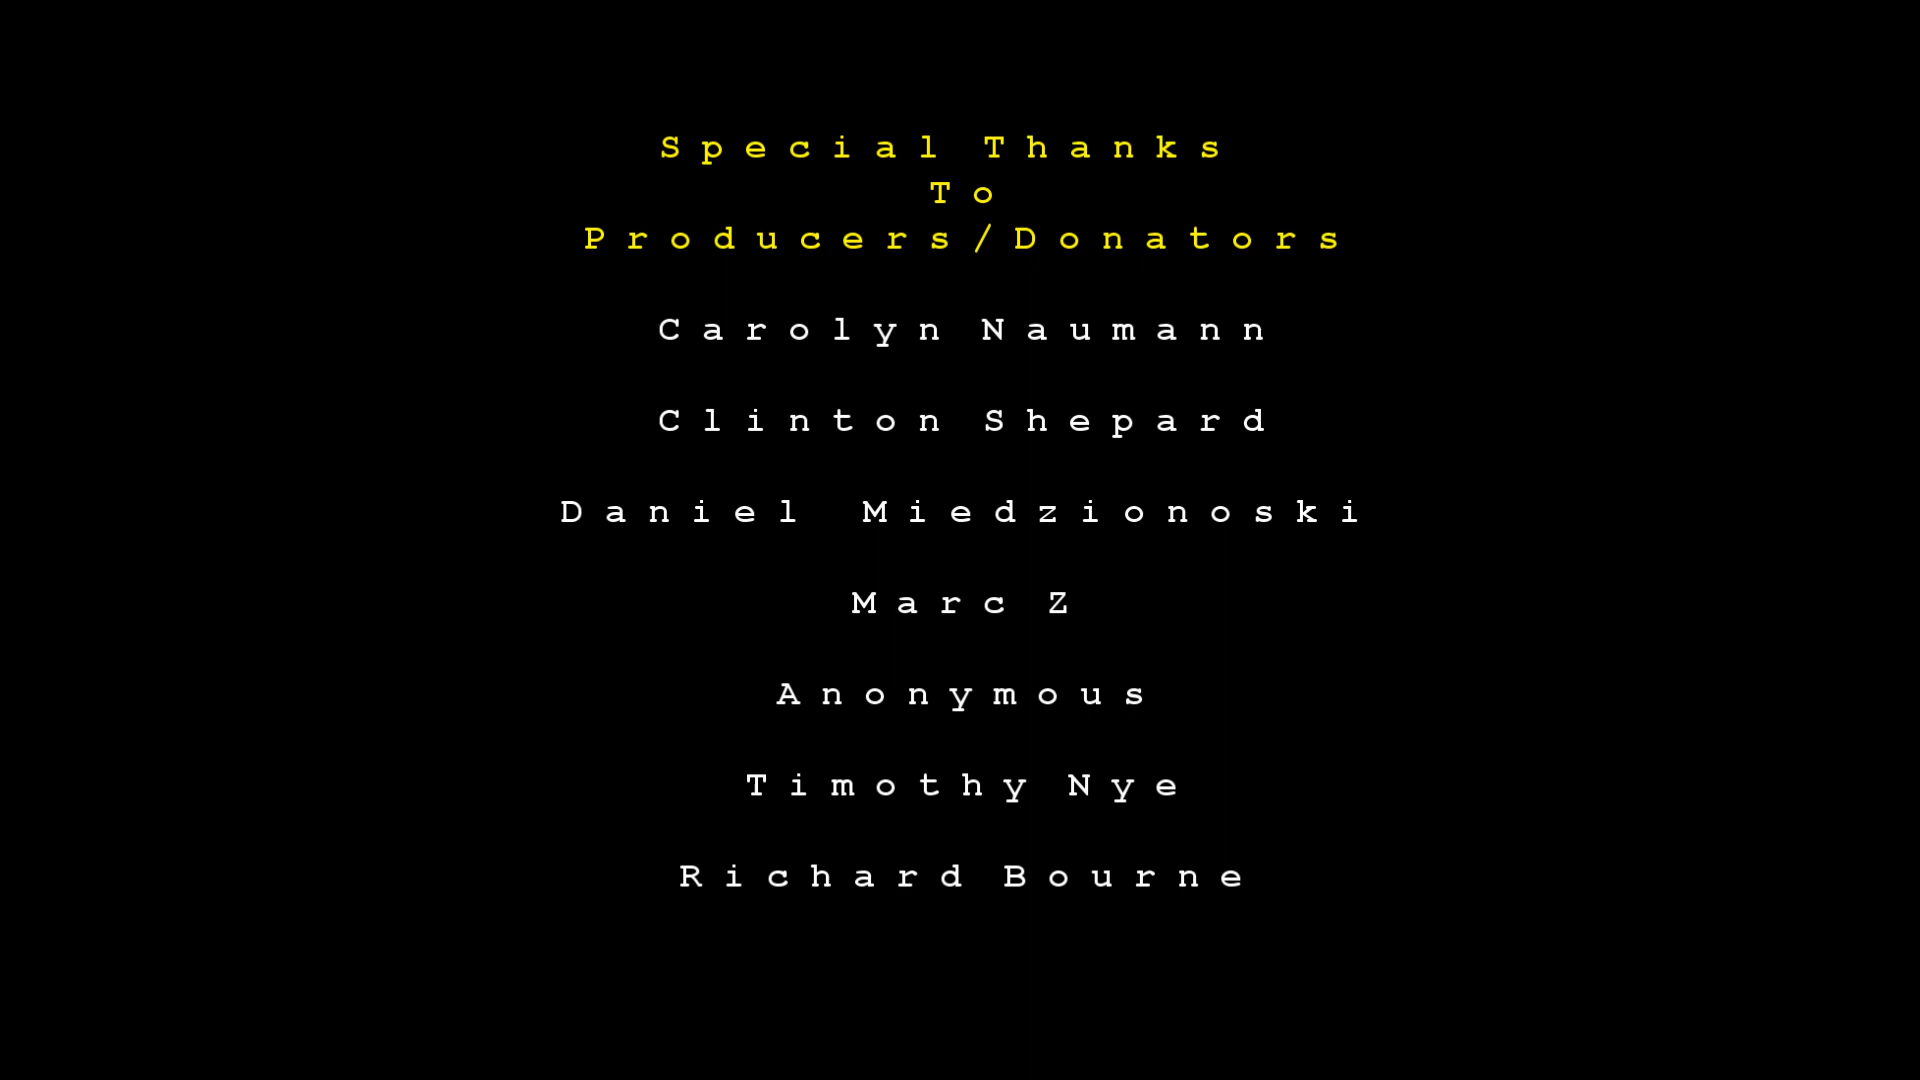 Special Thanks
To
Producers/Donators
Carolyn Naumann
Clinton Shepard
Daniel Miedzionoski
Marc Z
Anonymous
Timothy Nye
Richard Bourne